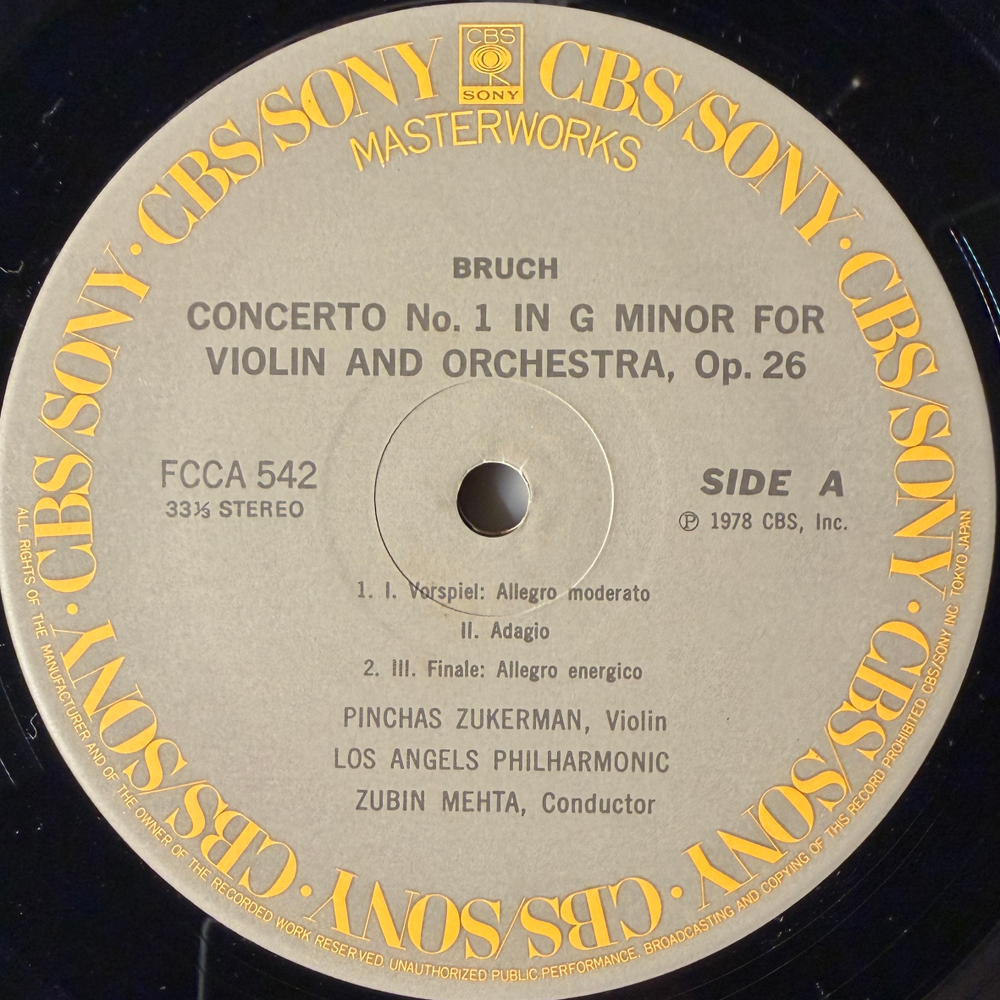 CBS
SONY
CBS/SONY · CBS/SONY · CBS/SONY · CBS/SONY · CBS/SONY · CBS/SONY · CBS/SONY · CBS/SONY
MASTERWORKS
BRUCH
CONCERTO No. 1 IN G MINOR FOR
VIOLIN AND ORCHESTRA, Op. 26
FCCA 542
33⅓ STEREO
SIDE A
Ⓟ 1978 CBS, Inc.
1. I. Vorspiel: Allegro moderato
II. Adagio
2. III. Finale: Allegro energico
PINCHAS ZUKERMAN, Violin
LOS ANGELS PHILHARMONIC
ZUBIN MEHTA, Conductor
ALL RIGHTS OF THE MANUFACTURER AND OF THE OWNER OF THE RECORDED WORK RESERVED. UNAUTHORIZED PUBLIC PERFORMANCE. BROADCASTING AND COPYING OF THIS RECORD PROHIBITED CBS/SONY INC. TOKYO JAPAN